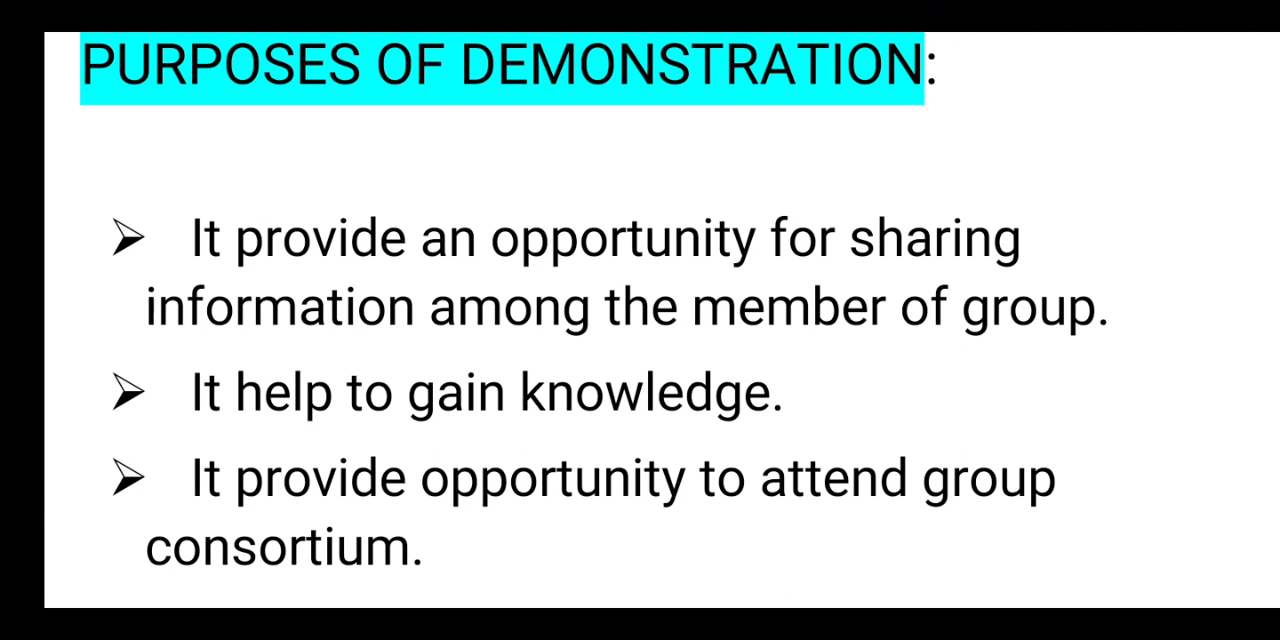 PURPOSES OF DEMONSTRATION:
➢ It provide an opportunity for sharing
information among the member of group.
➢ It help to gain knowledge.
➢ It provide opportunity to attend group
consortium.